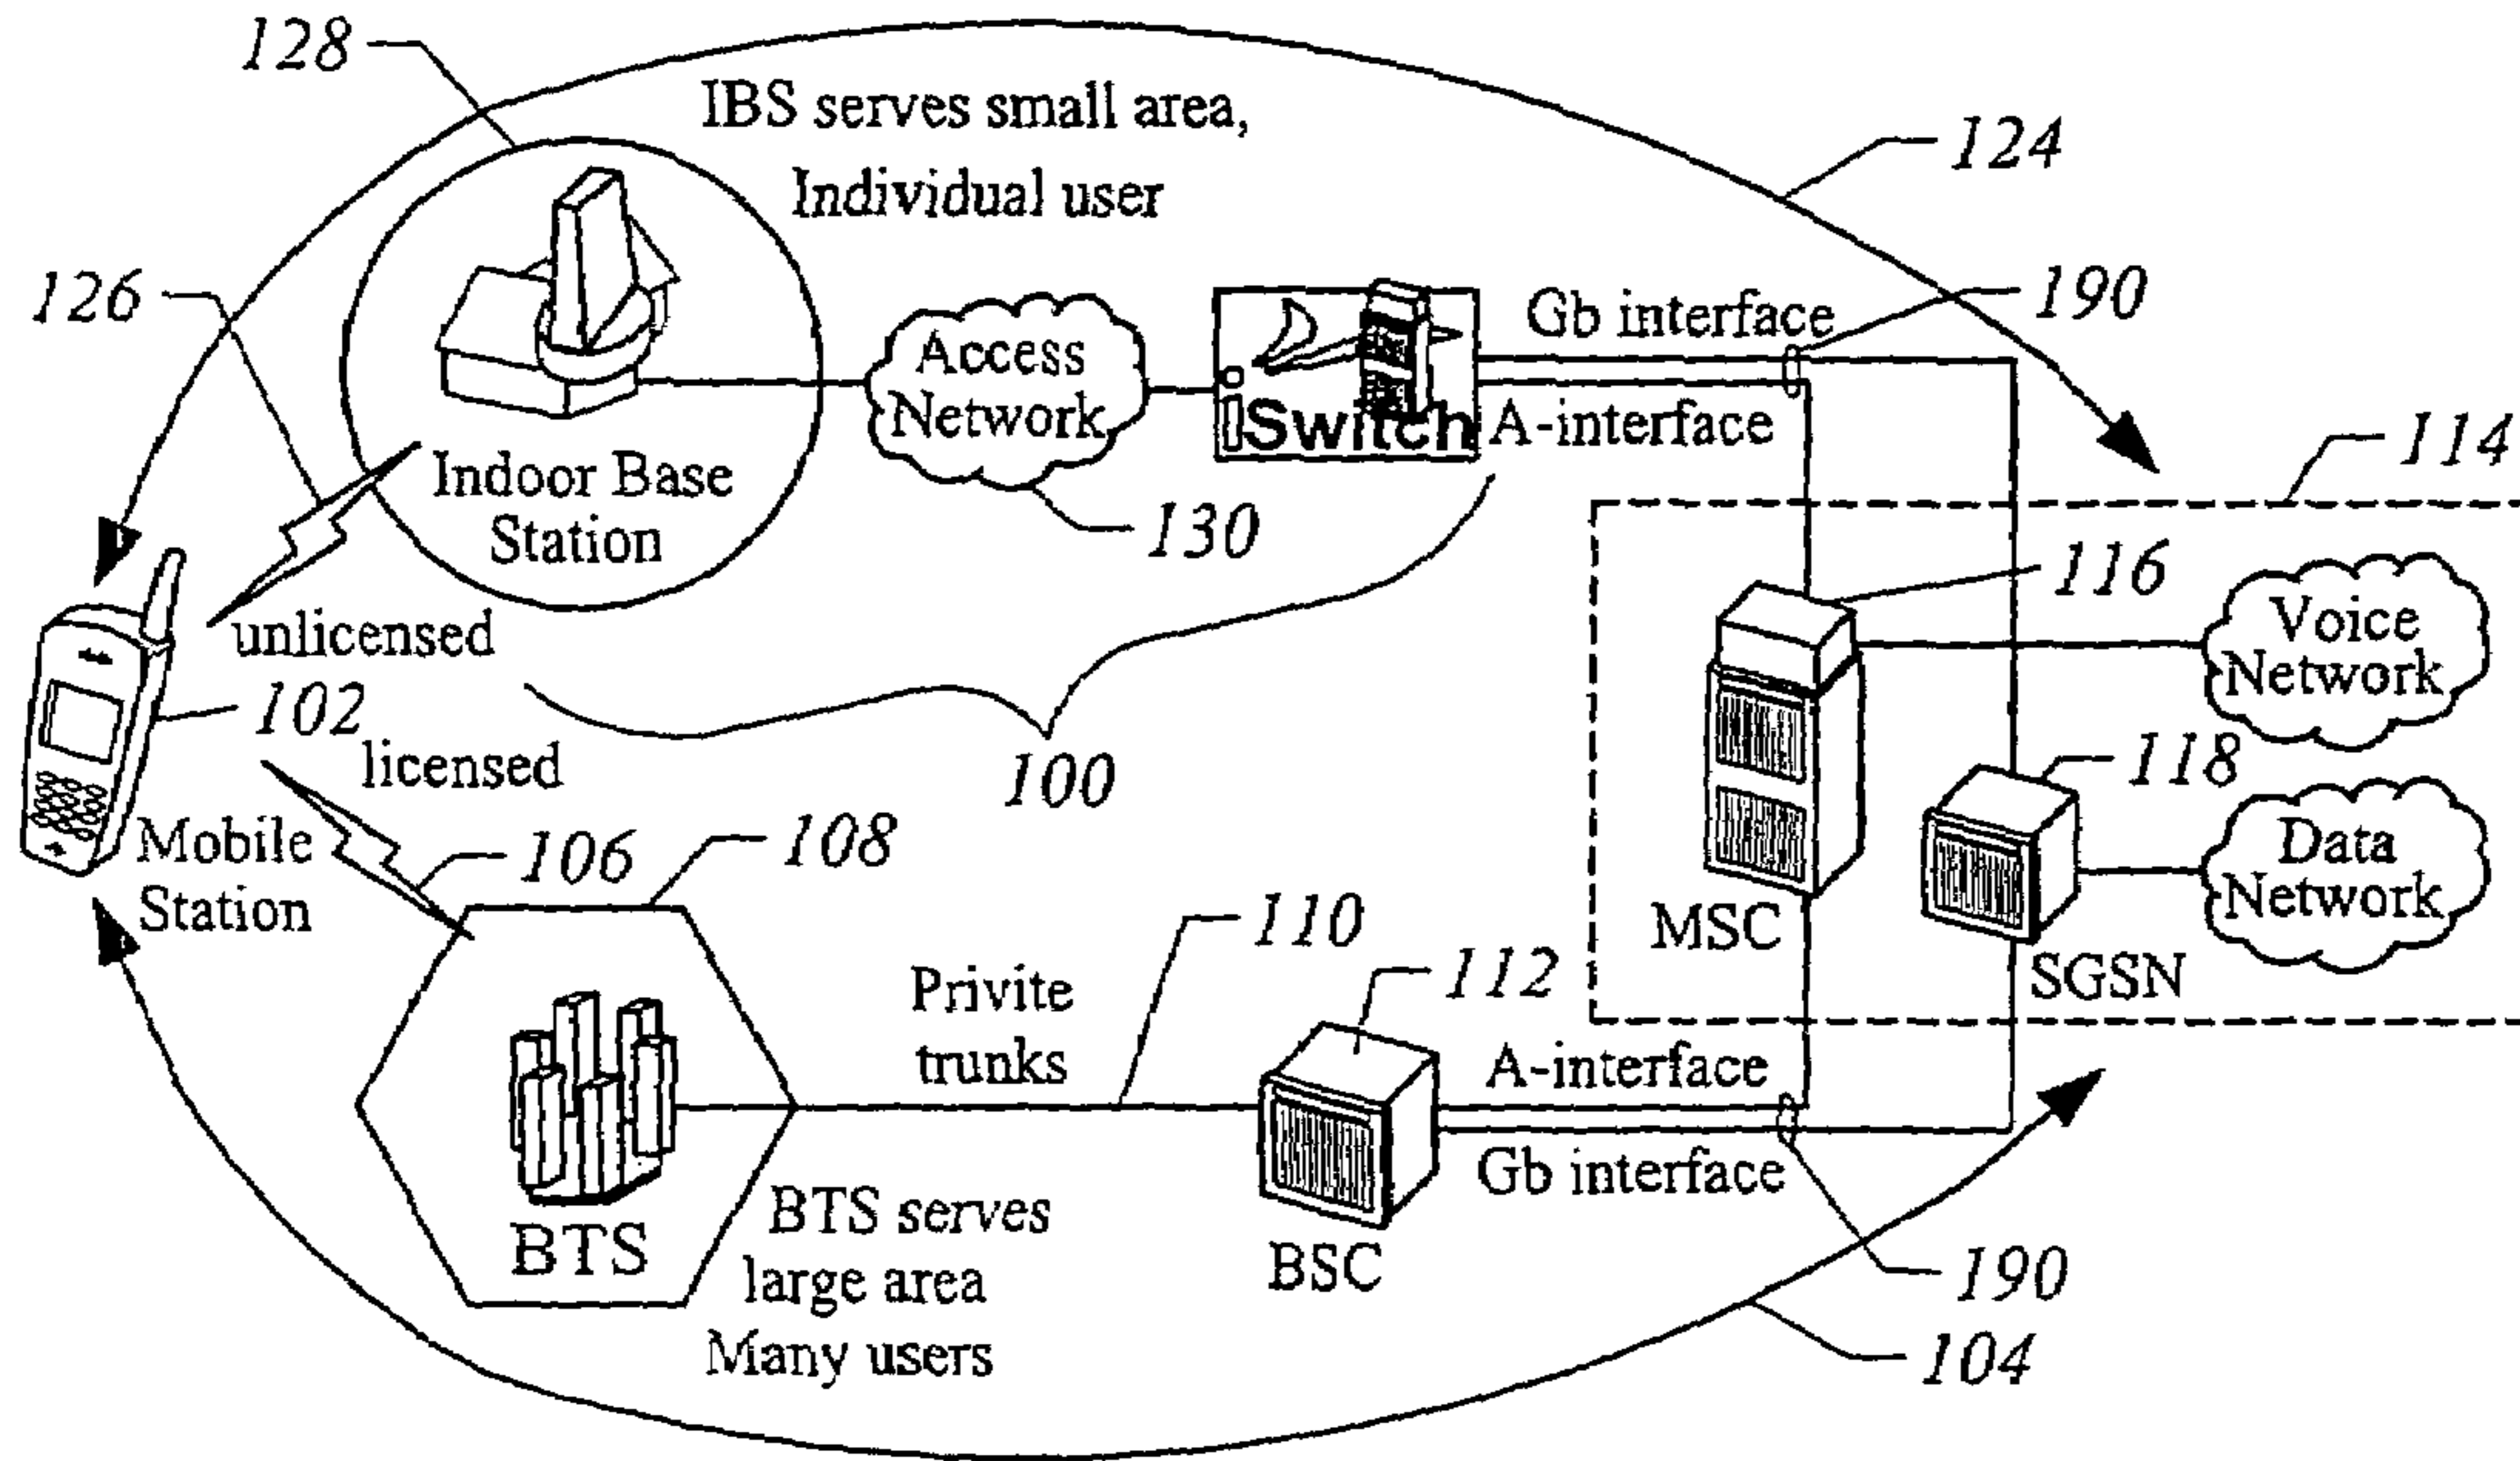 128
IBS serves small area,
Individual user
124
126
190
Gb interface
Access
Network
iSwitch
A-interface
114
Indoor Base
Station
130
116
Voice
Network
unlicensed
102
licensed
100
118
Mobile
Station
106
108
Data
Network
MSC
110
SGSN
Privite
trunks
112
A-interface
Gb interface
BTS
BTS serves
large area
Many users
BSC
190
104